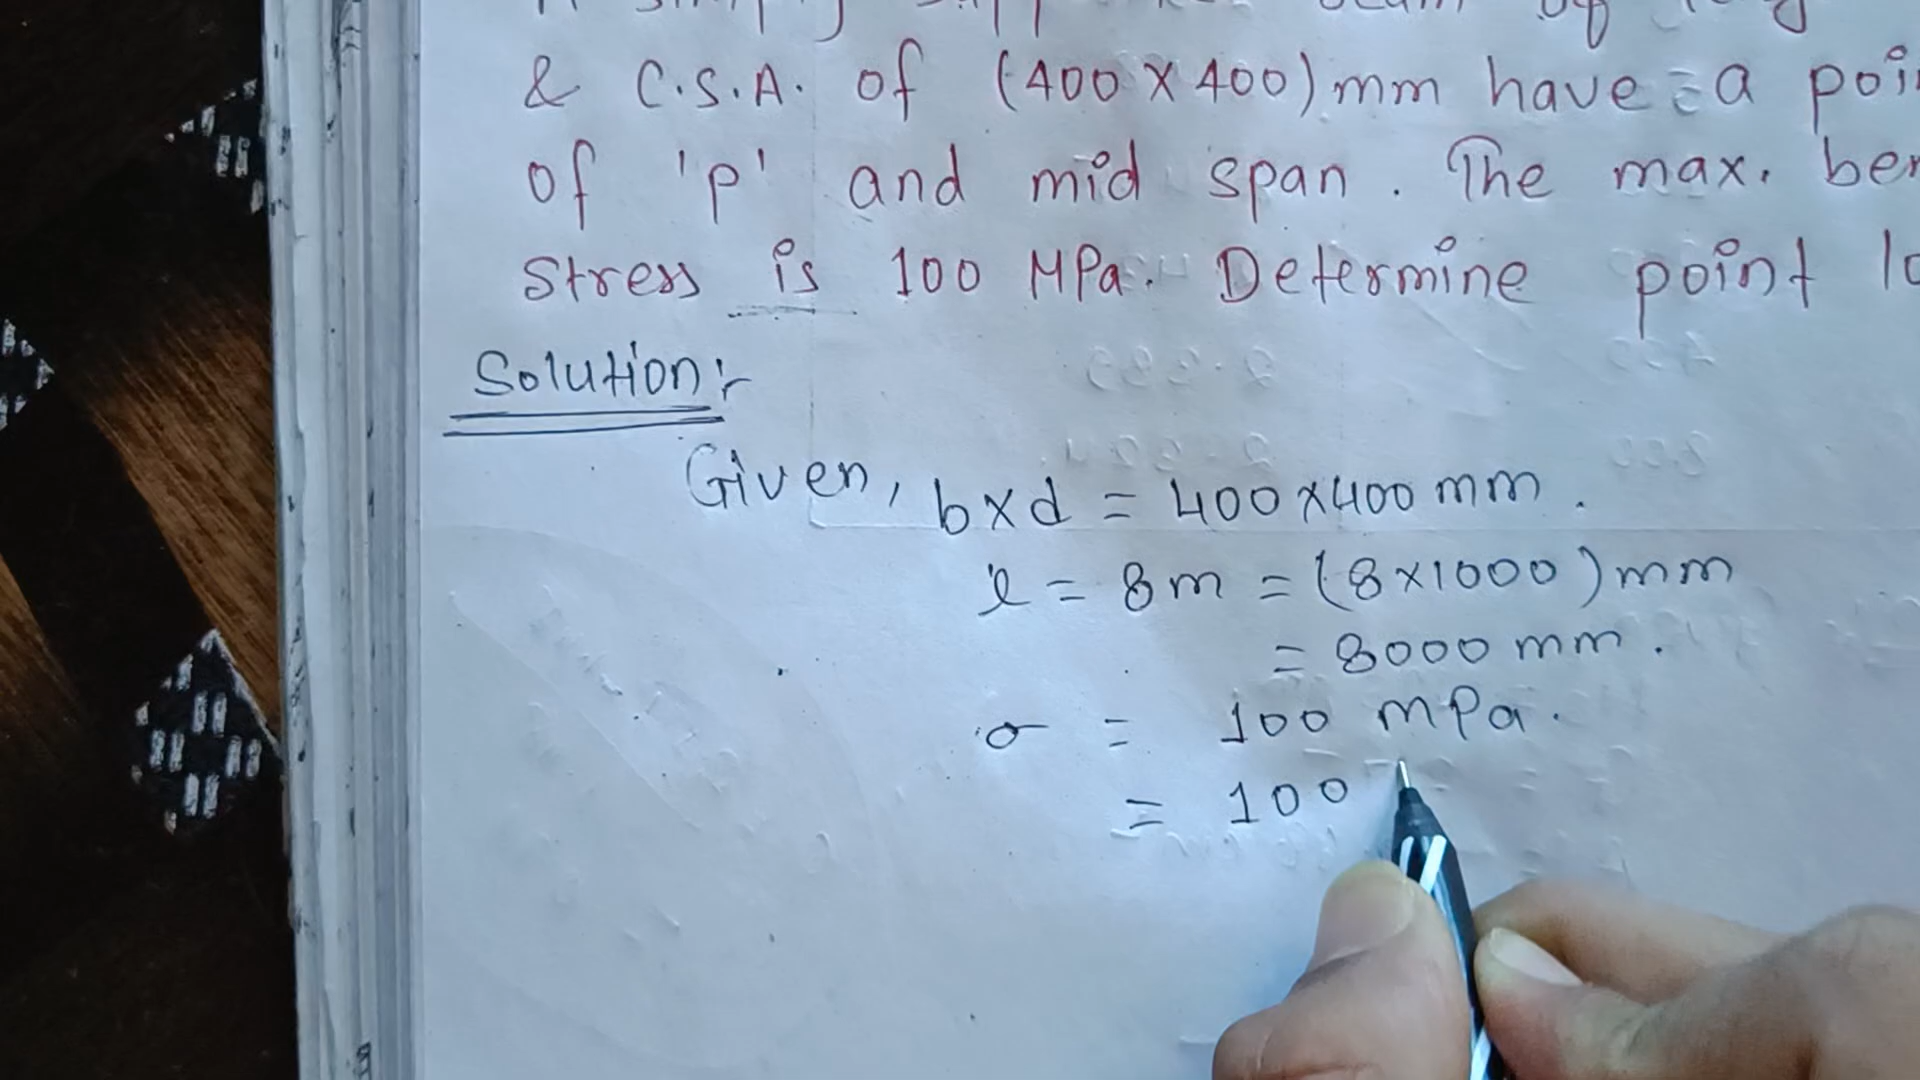 & C.S.A. of (400 X 400) mm have a
of 'p' and mid span. The max.
Stress is 100 MPa. Determine point
Solution:-
Given, b x d = 400 x 400 mm.
l = 8 m = (8 x 1000) mm
= 8000 mm.
σ = 100 mPa.
= 100